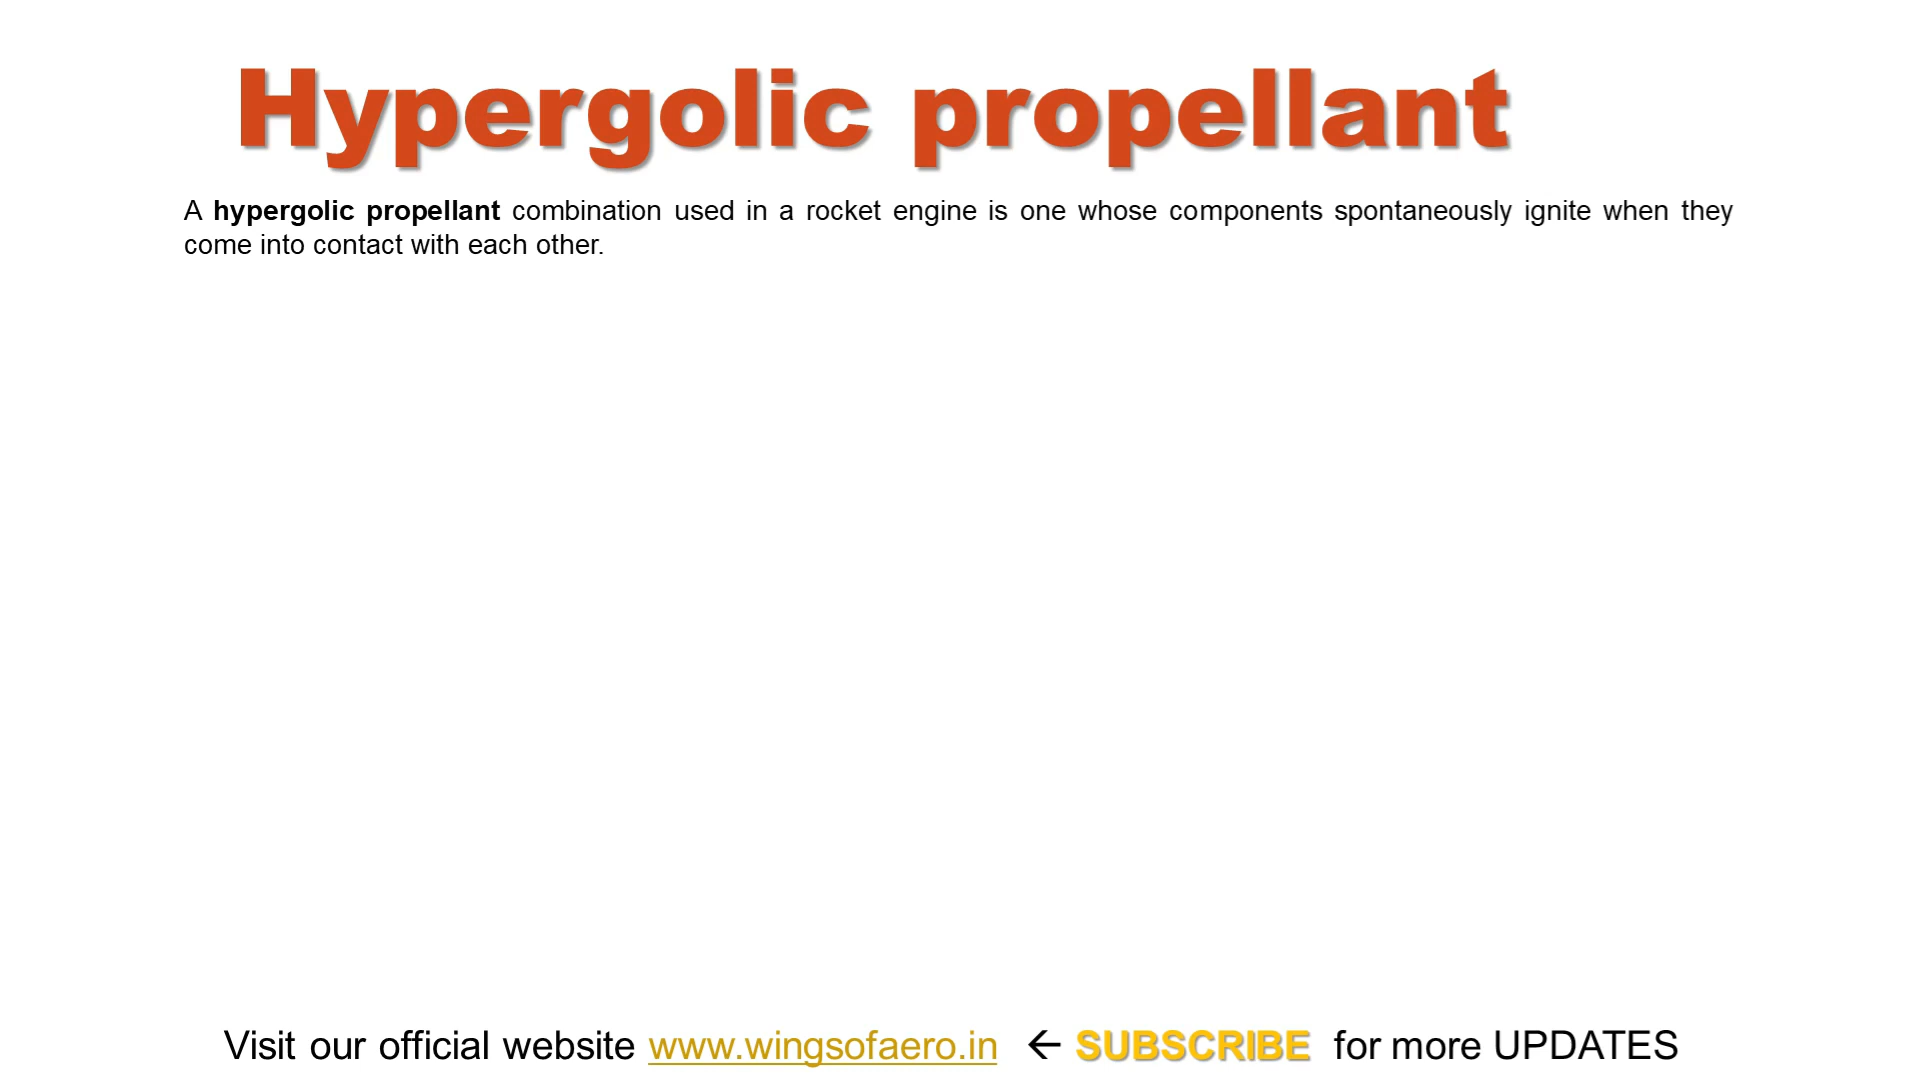 Hypergolic propellant
A hypergolic propellant combination used in a rocket engine is one whose components spontaneously ignite when they
come into contact with each other.
Visit our official website www.wingsofaero.in ← SUBSCRIBE for more UPDATES